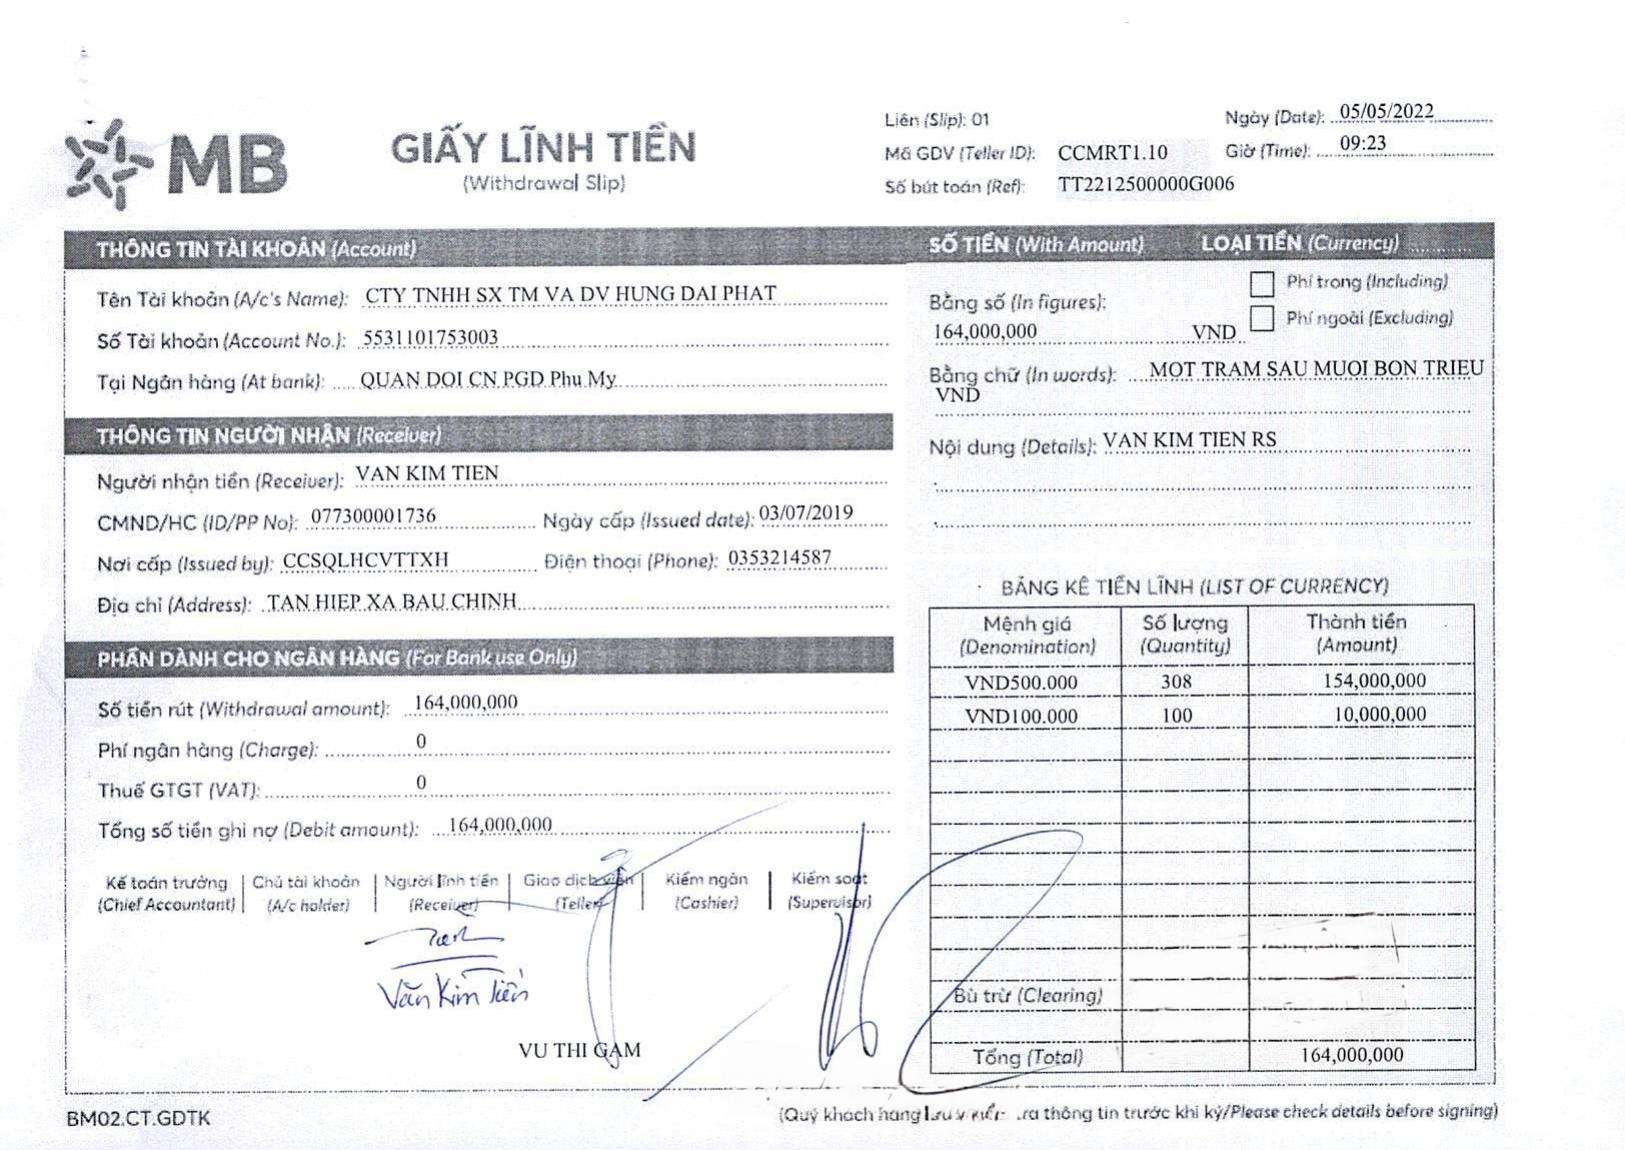 MB
GIẤY LĨNH TIỀN
(Withdrawal Slip)
Liên (Slip): 01
Mã GDV (Teller ID): CCMRT1.10
Số bút toán (Ref): TT2212500000G006
Ngày (Date): 05/05/2022
Giờ (Time): 09:23
THÔNG TIN TÀI KHOẢN (Account)
Tên Tài khoản (A/c's Name): CTY TNHH SX TM VA DV HUNG DAI PHAT
Số Tài khoản (Account No.): 5531101753003
Tại Ngân hàng (At bank): QUAN DOI CN PGD Phu My
THÔNG TIN NGƯỜI NHẬN (Receiver)
Người nhận tiền (Receiver): VAN KIM TIEN
CMND/HC (ID/PP No): 077300001736 Ngày cấp (Issued date): 03/07/2019
Nơi cấp (Issued by): CCSQLHCVTTXH Điện thoại (Phone): 0353214587
Địa chỉ (Address): TAN HIEP XA BAU CHINH
PHẦN DÀNH CHO NGÂN HÀNG (For Bank use Only)
Số tiền rút (Withdrawal amount): 164,000,000
Phí ngân hàng (Charge): 0
Thuế GTGT (VAT): 0
Tổng số tiền ghi nợ (Debit amount): 164,000,000
Kế toán trưởng (Chief Accountant)
Chủ tài khoản (A/c holder)
Người lĩnh tiền (Receiver)
Giao dịch viên (Teller)
Kiểm ngân (Cashier)
Kiểm soát (Supervisor)
Văn Kim Tiền
VU THI GAM
SỐ TIỀN (With Amount) LOẠI TIỀN (Currency)
Phí trong (Including)
Bằng số (In figures):
Phí ngoài (Excluding)
164,000,000 VND
Bằng chữ (In words): MOT TRAM SAU MUOI BON TRIEU
VND
Nội dung (Details): VAN KIM TIEN RS
BẢNG KÊ TIỀN LĨNH (LIST OF CURRENCY)
Mệnh giá Số lượng Thành tiền
(Denomination) (Quantity) (Amount)
VND500.000 308 154,000,000
VND100.000 100 10,000,000
Bù trừ (Clearing)
Tổng (Total) 164,000,000
BM02.CT.GDTK
(Quý khách hàng lưu ý kiểm tra thông tin trước khi ký/Please check details before signing)